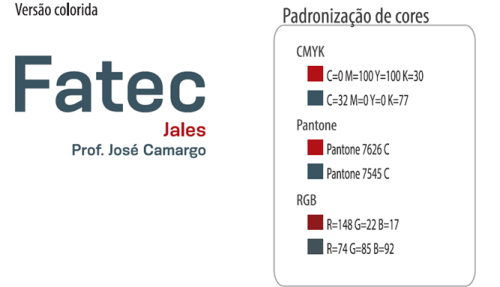 Versão colorida
Fatec
Jales
Prof. José Camargo
Padronização de cores
CMYK
C=0 M=100 Y=100 K=30
C=32 M=0 Y=0 K=77
Pantone
Pantone 7626 C
Pantone 7545 C
RGB
R=148 G=22 B=17
R=74 G=85 B=92